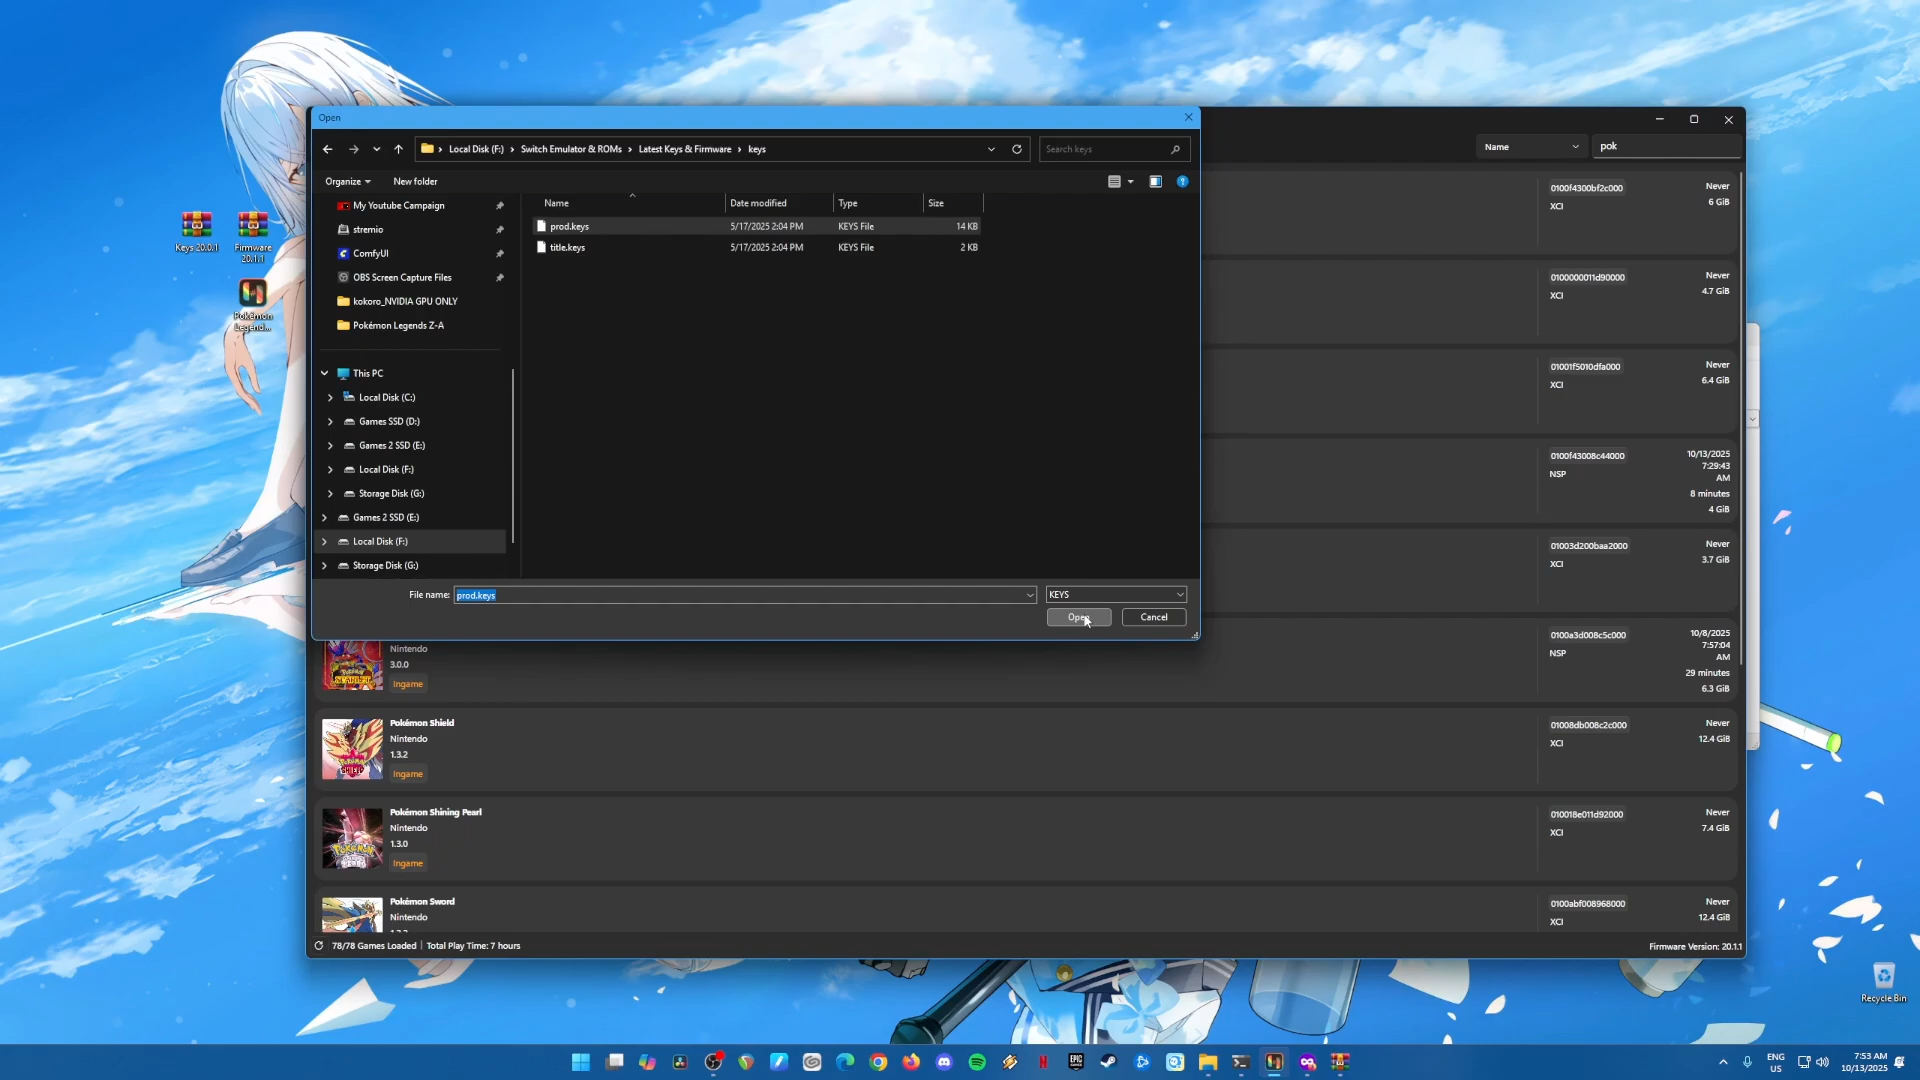 Keys 20.0.1
Firmware
20.1.1
Pokémon
Legend...
Open
Local Disk (F:) › Switch Emulator & ROMs › Latest Keys & Firmware › keys
Search keys
Organize
New folder
My Youtube Campaign
stremio
ComfyUI
OBS Screen Capture Files
kokoro_NVIDIA GPU ONLY
Pokémon Legends Z-A
This PC
Local Disk (C:)
Games SSD (D:)
Games 2 SSD (E:)
Local Disk (F:)
Storage Disk (G:)
Games 2 SSD (E:)
Local Disk (F:)
Storage Disk (G:)
Name Date modified Type Size
prod.keys 5/17/2025 2:04 PM KEYS File 14 KB
title.keys 5/17/2025 2:04 PM KEYS File 2 KB
File name: prod.keys
KEYS
Open
Cancel
Name
pok
0100f4300bf2c000
XCI
Never
6 GiB
0100000011d90000
XCI
Never
4.7 GiB
01001f5010dfa000
XCI
Never
6.4 GiB
0100f43008c44000
NSP
10/13/2025
7:29:43
AM
8 minutes
4 GiB
01003d200baa2000
XCI
Never
3.7 GiB
Nintendo
3.0.0
Ingame
0100a3d008c5c000
NSP
10/8/2025
7:57:04
AM
29 minutes
6.3 GiB
Pokémon Shield
Nintendo
1.3.2
Ingame
SHIELD
01008db008c2c000
XCI
Never
12.4 GiB
Pokémon Shining Pearl
Nintendo
1.3.0
Ingame
POKÉMON
010018e011d92000
XCI
Never
7.4 GiB
Pokémon Sword
Nintendo
1.3.2
0100abf008968000
XCI
Never
12.4 GiB
78/78 Games Loaded | Total Play Time: 7 hours
Firmware Version: 20.1.1
Recycle Bin
EPIC
ENG
US
7:53 AM
10/13/2025